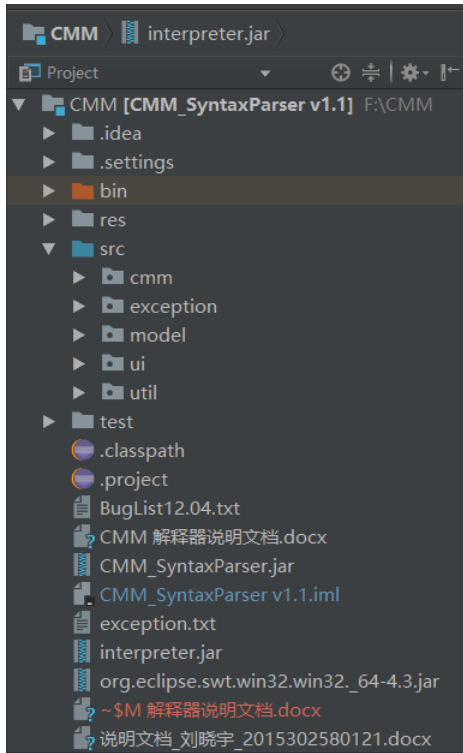 CMM interpreter.jar
Project
CMM [CMM_SyntaxParser v1.1] F:\CMM
.idea
.settings
bin
res
src
cmm
exception
model
ui
util
test
.classpath
.project
BugList12.04.txt
CMM 解释器说明文档.docx
CMM_SyntaxParser.jar
CMM_SyntaxParser v1.1.iml
exception.txt
interpreter.jar
org.eclipse.swt.win32.win32._64-4.3.jar
~$M 解释器说明文档.docx
说明文档_刘晓宇_2015302580121.docx